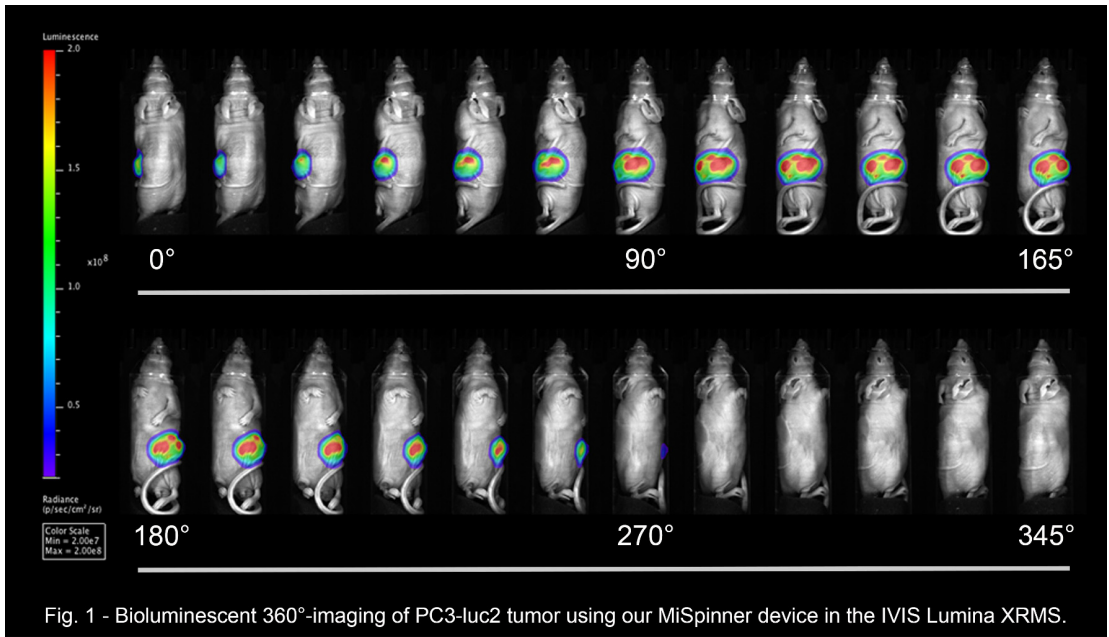 Luminescence
2.0
1.5
×10⁸
1.0
0.5
Radiance
(p/sec/cm²/sr)
Color Scale
Min = 2.00e7
Max = 2.00e8
0° 90° 165°
180° 270° 345°
Fig. 1 - Bioluminescent 360°-imaging of PC3-luc2 tumor using our MiSpinner device in the IVIS Lumina XRMS.